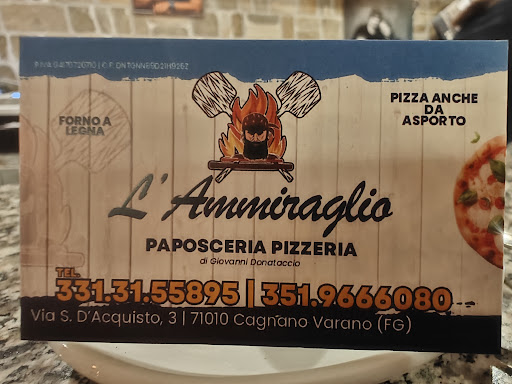 FORNO A
LEGNA
PIZZA ANCHE
DA
ASPORTO
L'Ammiraglio
PAPOSCERIA PIZZERIA
di Giovanni Donataccio
TEL.
331.31.55895 | 351.9666080
Via S. D'Acquisto, 3 | 71010 Cagnano Varano (FG)